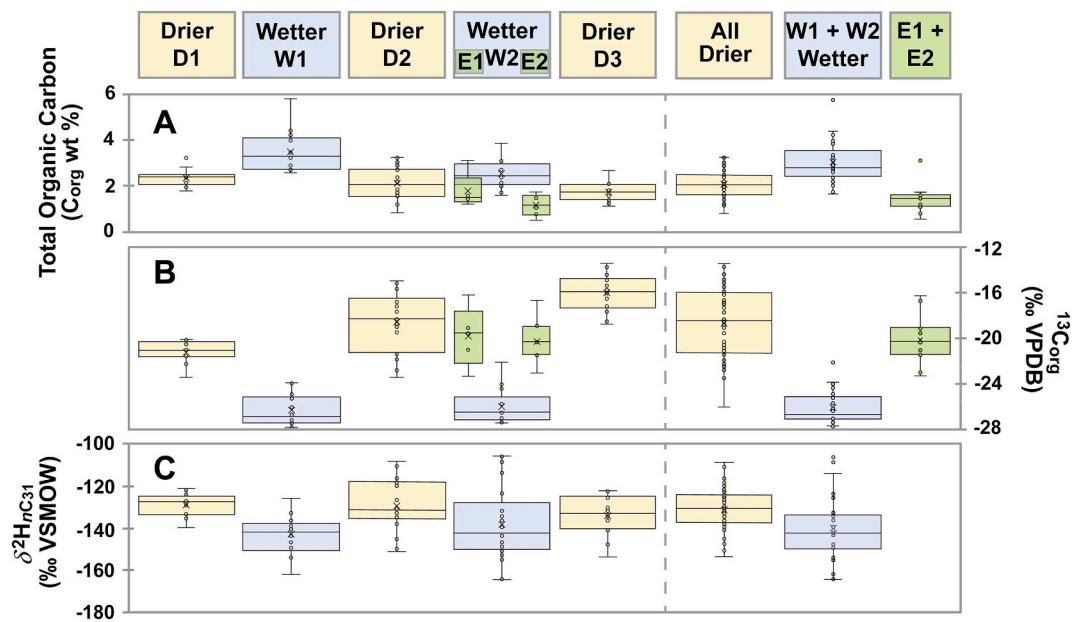 Drier
D1
Wetter
W1
Drier
D2
Wetter
E1 W2 E2
Drier
D3
All
Drier
W1 + W2
Wetter
E1 +
E2
Total Organic Carbon
(Corg wt %)
6
4
2
0
A
B
-12
-16
-20
-24
-28
13Corg
(‰ VPDB)
C
δ2HnC31
(‰ VSMOW)
-100
-120
-140
-160
-180